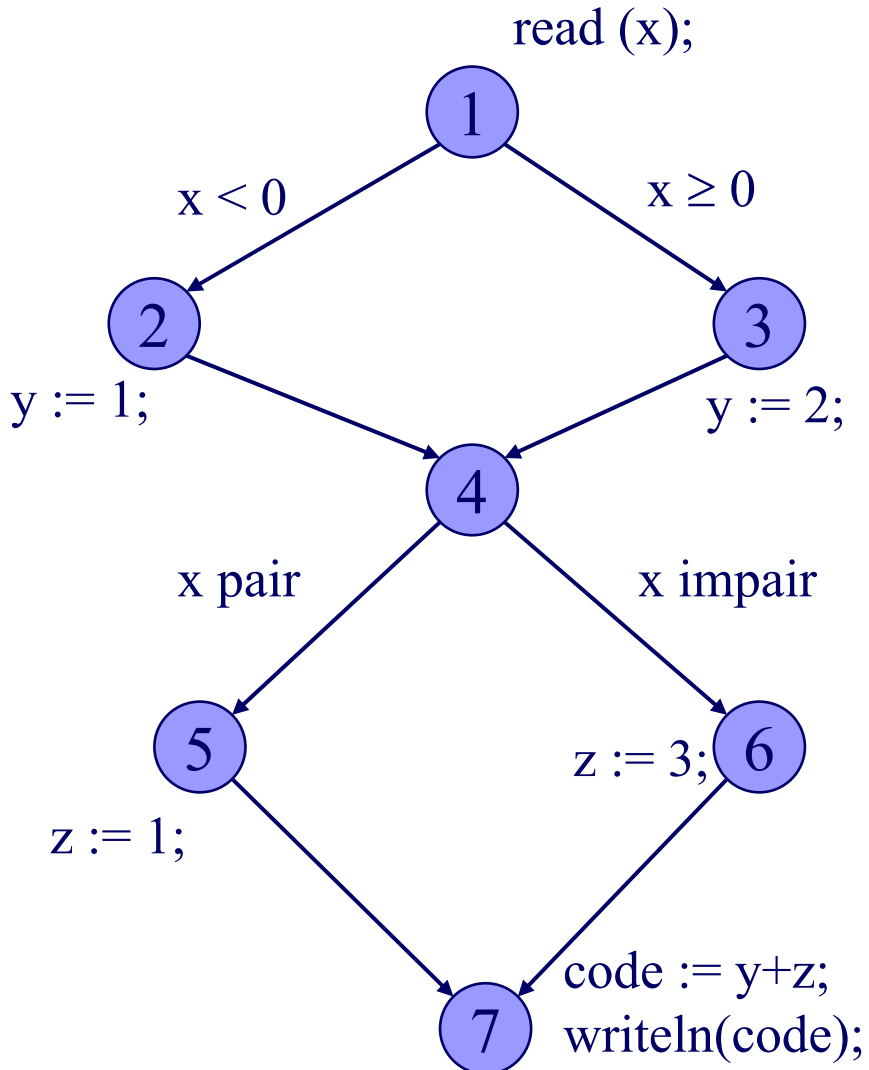 read (x);
1
x < 0
x ≥ 0
2
3
y := 1;
y := 2;
4
x pair
x impair
5
z := 3;
6
z := 1;
code := y+z;
7
writeln(code);